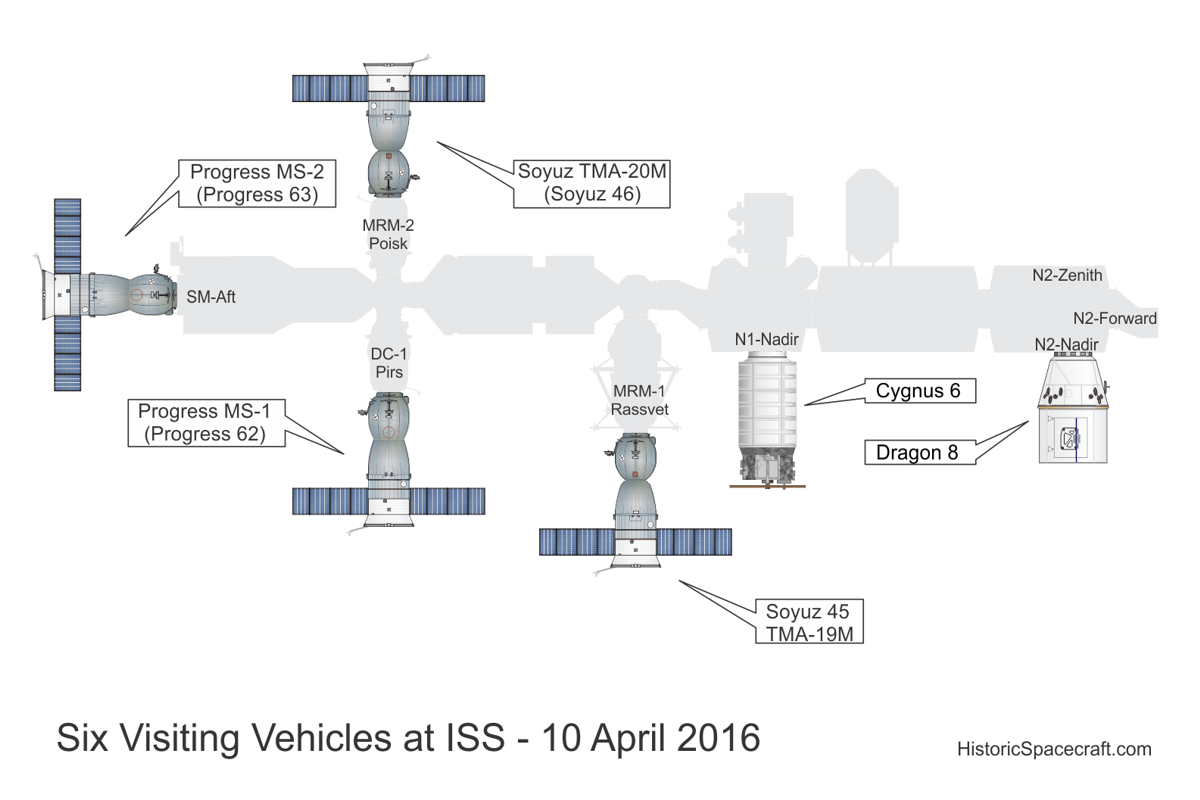 Progress MS-2
(Progress 63)
Soyuz TMA-20M
(Soyuz 46)
MRM-2
Poisk
SM-Aft
N2-Zenith
N2-Forward
N1-Nadir
N2-Nadir
DC-1
Pirs
MRM-1
Rassvet
Cygnus 6
Progress MS-1
(Progress 62)
Dragon 8
Soyuz 45
TMA-19M
Six Visiting Vehicles at ISS - 10 April 2016
HistoricSpacecraft.com